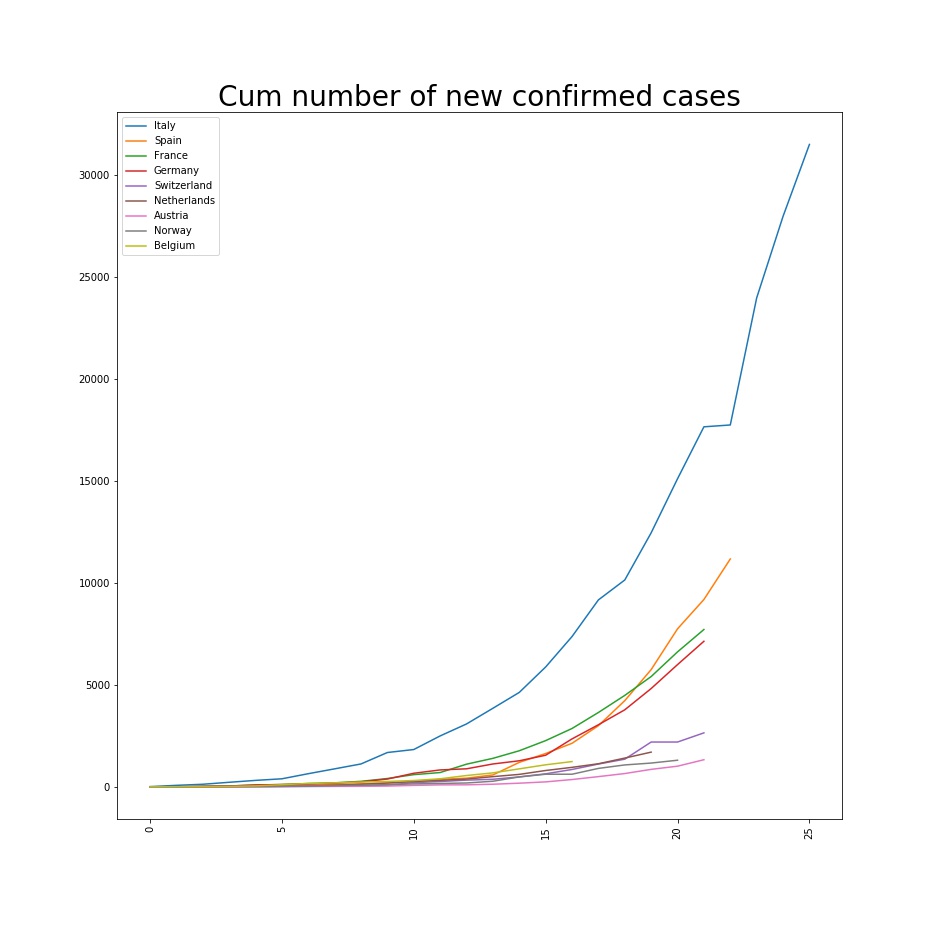 Cum number of new confirmed cases
Italy
Spain
France
Germany
Switzerland
Netherlands
Austria
Norway
Belgium
30000
25000
20000
15000
10000
5000
0
0 5 10 15 20 25